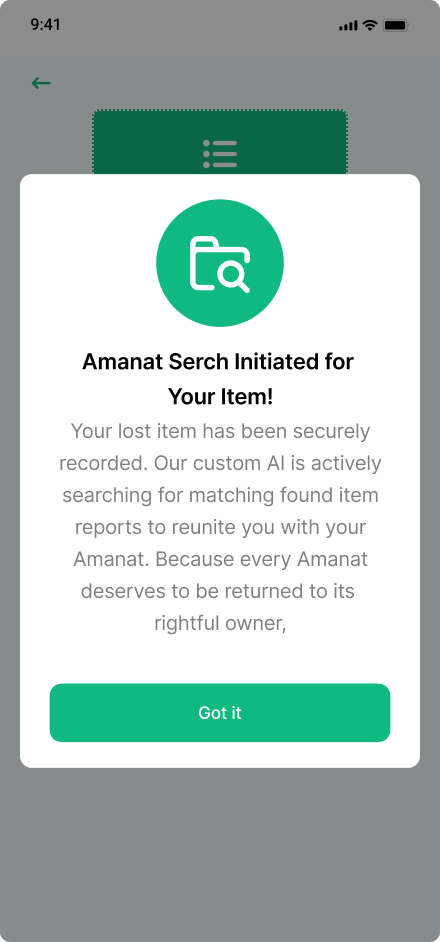 9:41
Amanat Serch Initiated for
Your Item!
Your lost item has been securely
recorded. Our custom AI is actively
searching for matching found item
reports to reunite you with your
Amanat. Because every Amanat
deserves to be returned to its
rightful owner,
Got it